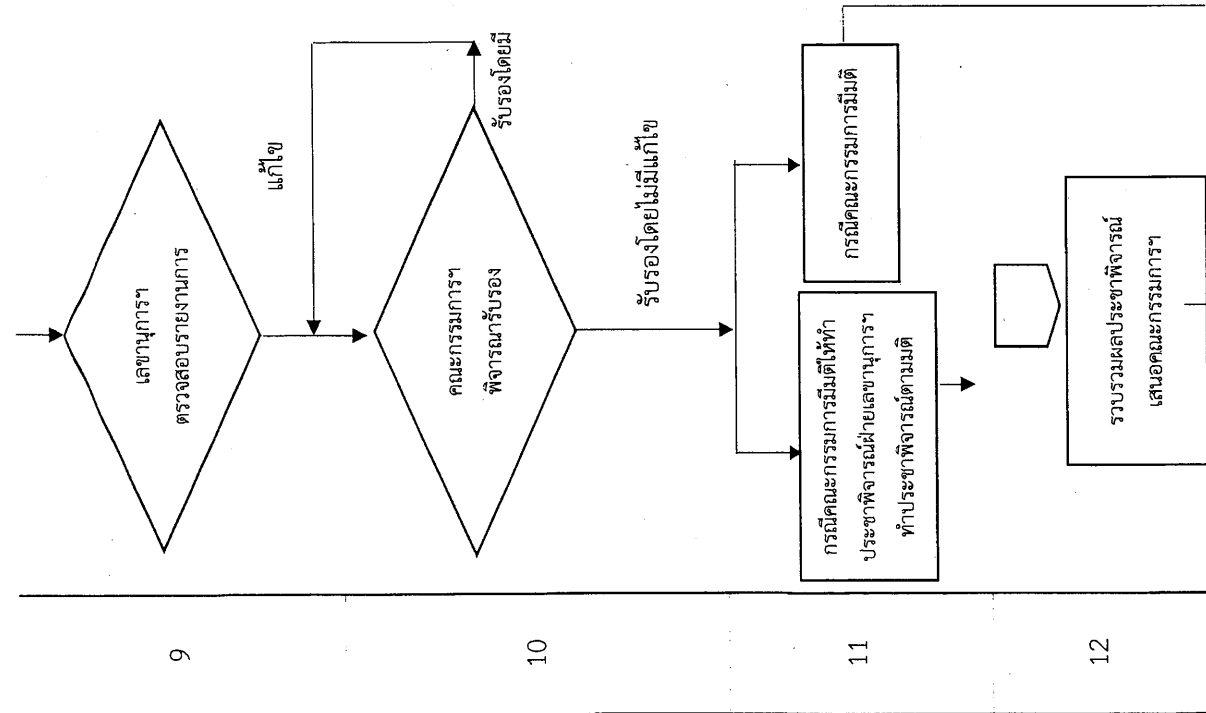 9
เลขานุการฯ
ตรวจสอบรายงานการ
แก้ไข
10
คณะกรรมการฯ
พิจารณารับรอง
รับรองโดยมี
รับรองโดยไม่มีแก้ไข
11
กรณีคณะกรรมการมีมติให้ทำ
ประชาพิจารณ์ฝ่ายเลขานุการฯ
ทำประชาพิจารณ์ตามมติ
กรณีคณะกรรมการมีมติ
12
รวบรวมผลประชาพิจารณ์
เสนอคณะกรรมการฯ